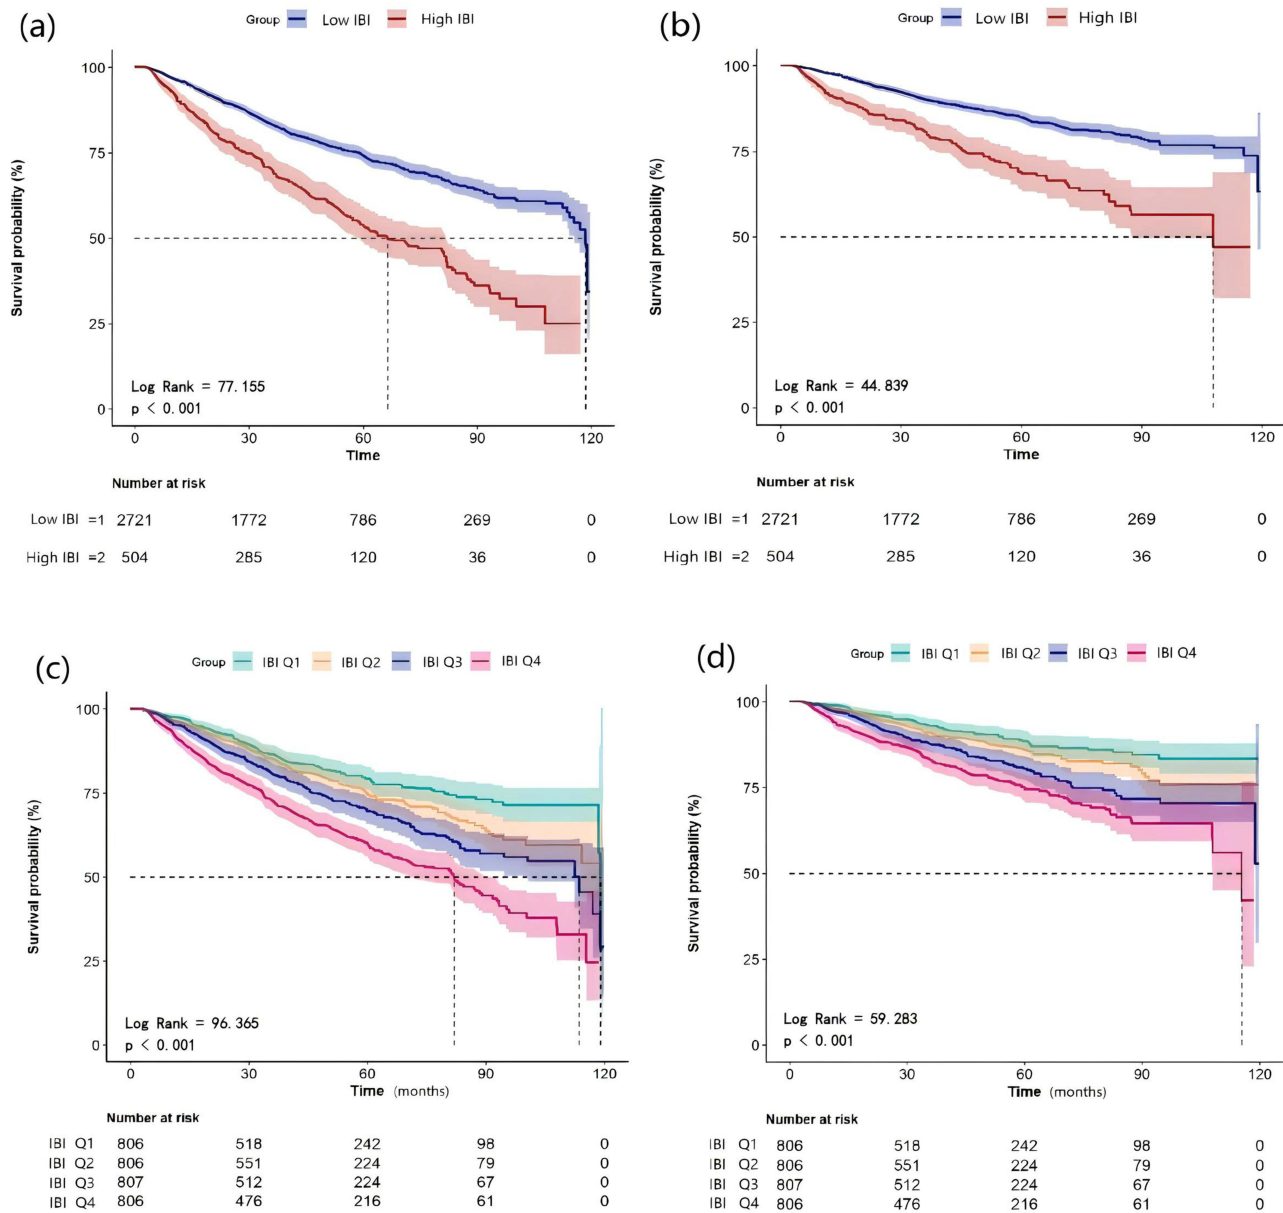 (a)
Group Low IBI High IBI
Survival probability (%)
100
75
50
25
0
Log Rank = 77.155
p < 0.001
0 30 60 90 120
Time
Number at risk
Low IBI =1 2721 1772 786 269 0
High IBI =2 504 285 120 36 0
(b)
Group Low IBI High IBI
Survival probability (%)
100
75
50
25
0
Log Rank = 44.839
p < 0.001
0 30 60 90 120
Time
Number at risk
Low IBI =1 2721 1772 786 269 0
High IBI =2 504 285 120 36 0
(c)
Group IBI Q1 IBI Q2 IBI Q3 IBI Q4
Survival probability (%)
100
75
50
25
0
Log Rank = 96.365
p < 0.001
0 30 60 90 120
Time (months)
Number at risk
IBI Q1 806 518 242 98 0
IBI Q2 806 551 224 79 0
IBI Q3 807 512 224 67 0
IBI Q4 806 476 216 61 0
(d)
Group IBI Q1 IBI Q2 IBI Q3 IBI Q4
Survival probability (%)
100
75
50
25
0
Log Rank = 59.283
p < 0.001
0 30 60 90 120
Time (months)
Number at risk
IBI Q1 806 518 242 98 0
IBI Q2 806 551 224 79 0
IBI Q3 807 512 224 67 0
IBI Q4 806 476 216 61 0